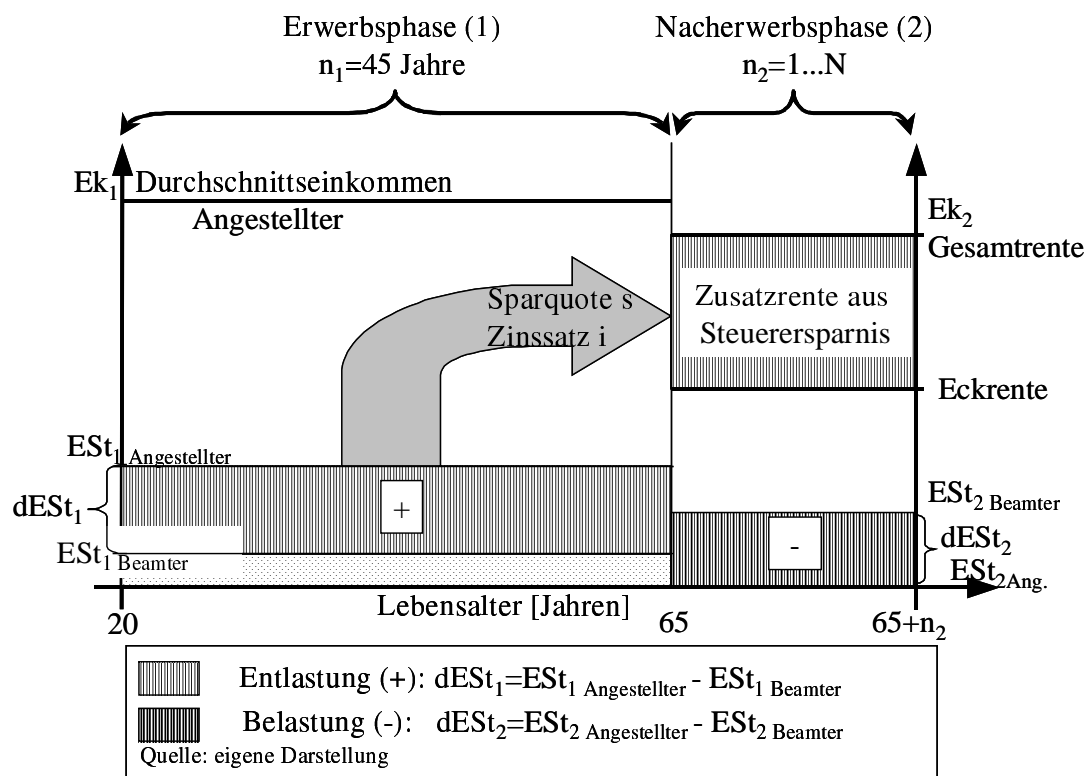 Erwerbsphase (1)
n₁=45 Jahre
Nacherwerbsphase (2)
n₂=1...N
Ek₁
Durchschnittseinkommen
Angestellter
Ek₂
Gesamtrente
Sparquote s
Zinssatz i
Zusatzrente aus
Steuerersparnis
Eckrente
ESt₁ Angestellter
dESt₁
+
ESt₁ Beamter
ESt₂ Beamter
-
dESt₂
ESt₂Ang.
Lebensalter [Jahren]
20
65
65+n₂
Entlastung (+): dESt₁=ESt₁ Angestellter - ESt₁ Beamter
Belastung (-): dESt₂=ESt₂ Angestellter - ESt₂ Beamter
Quelle: eigene Darstellung